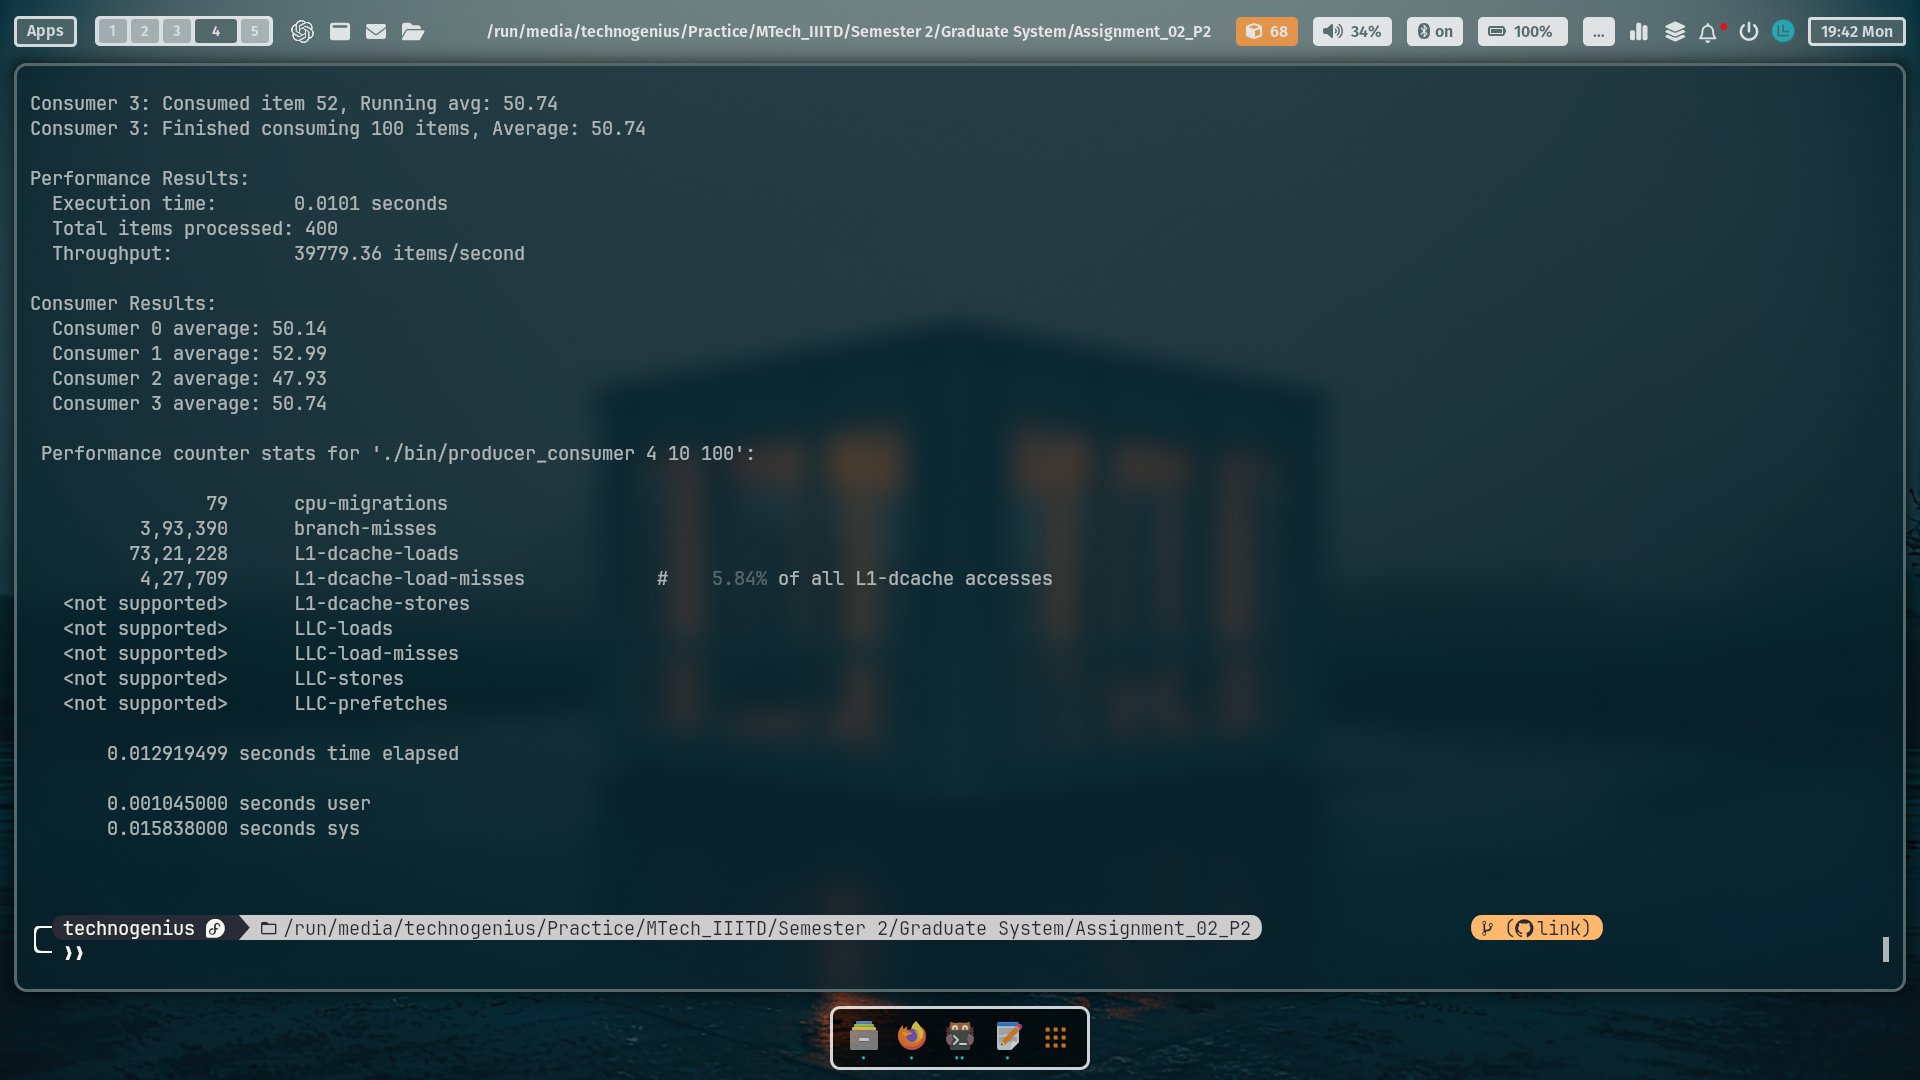 Apps 1 2 3 4 5 /run/media/technogenius/Practice/MTech_IIITD/Semester 2/Graduate System/Assignment_02_P2 68 34% on 100% ... 19:42 Mon
Consumer 3: Consumed item 52, Running avg: 50.74
Consumer 3: Finished consuming 100 items, Average: 50.74
Performance Results:
Execution time: 0.0101 seconds
Total items processed: 400
Throughput: 39779.36 items/second
Consumer Results:
Consumer 0 average: 50.14
Consumer 1 average: 52.99
Consumer 2 average: 47.93
Consumer 3 average: 50.74
Performance counter stats for './bin/producer_consumer 4 10 100':
79 cpu-migrations
3,93,390 branch-misses
73,21,228 L1-dcache-loads
4,27,709 L1-dcache-load-misses # 5.84% of all L1-dcache accesses
<not supported> L1-dcache-stores
<not supported> LLC-loads
<not supported> LLC-load-misses
<not supported> LLC-stores
<not supported> LLC-prefetches
0.012919499 seconds time elapsed
0.001045000 seconds user
0.015838000 seconds sys
technogenius /run/media/technogenius/Practice/MTech_IIITD/Semester 2/Graduate System/Assignment_02_P2 (link)
❯❯